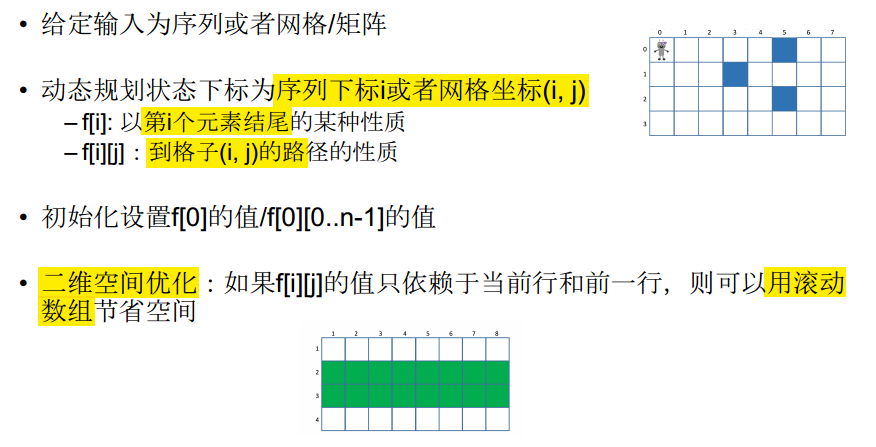 • 给定输入为序列或者网格/矩阵
0 1 2 3 4 5 6 7
0
1
2
3
• 动态规划状态下标为序列下标i或者网格坐标(i, j)
– f[i]: 以第i个元素结尾的某种性质
– f[i][j]：到格子(i, j)的路径的性质
• 初始化设置f[0]的值/f[0][0..n-1]的值
• 二维空间优化：如果f[i][j]的值只依赖于当前行和前一行，则可以用滚动
数组节省空间
1 2 3 4 5 6 7 8
1
2
3
4